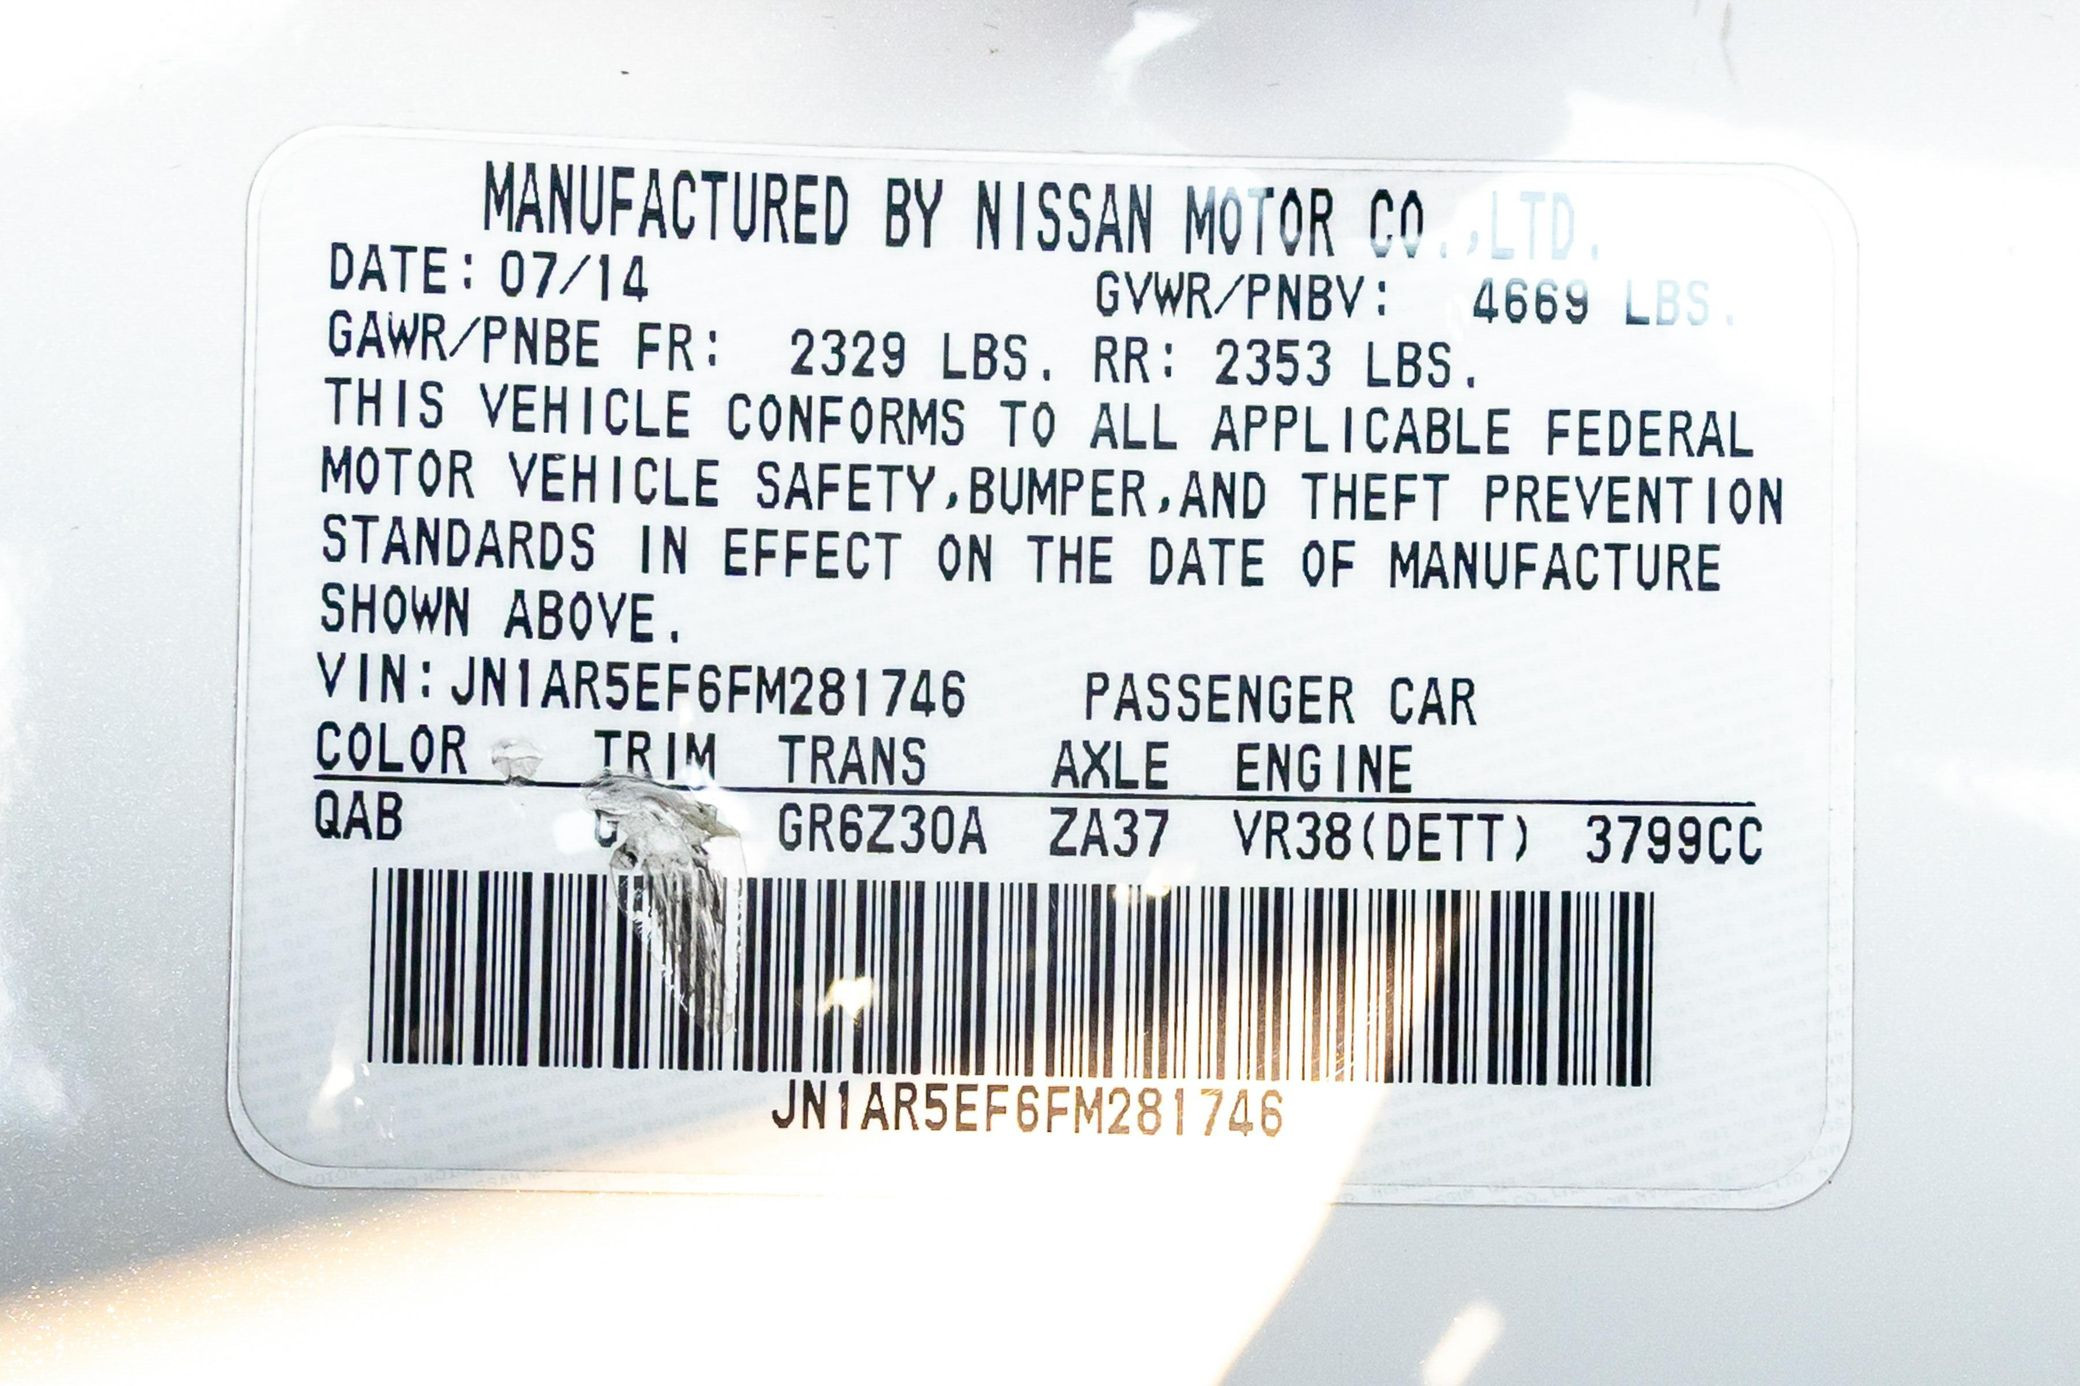 MANUFACTURED BY NISSAN MOTOR CO.,LTD.
DATE: 07/14 GVWR/PNBV: 4669 LBS.
GAWR/PNBE FR: 2329 LBS. RR: 2353 LBS.
THIS VEHICLE CONFORMS TO ALL APPLICABLE FEDERAL
MOTOR VEHICLE SAFETY,BUMPER,AND THEFT PREVENTION
STANDARDS IN EFFECT ON THE DATE OF MANUFACTURE
SHOWN ABOVE.
VIN:JN1AR5EF6FM281746 PASSENGER CAR
COLOR TRIM TRANS AXLE ENGINE
QAB GR6Z30A ZA37 VR38(DETT) 3799CC
JN1AR5EF6FM281746